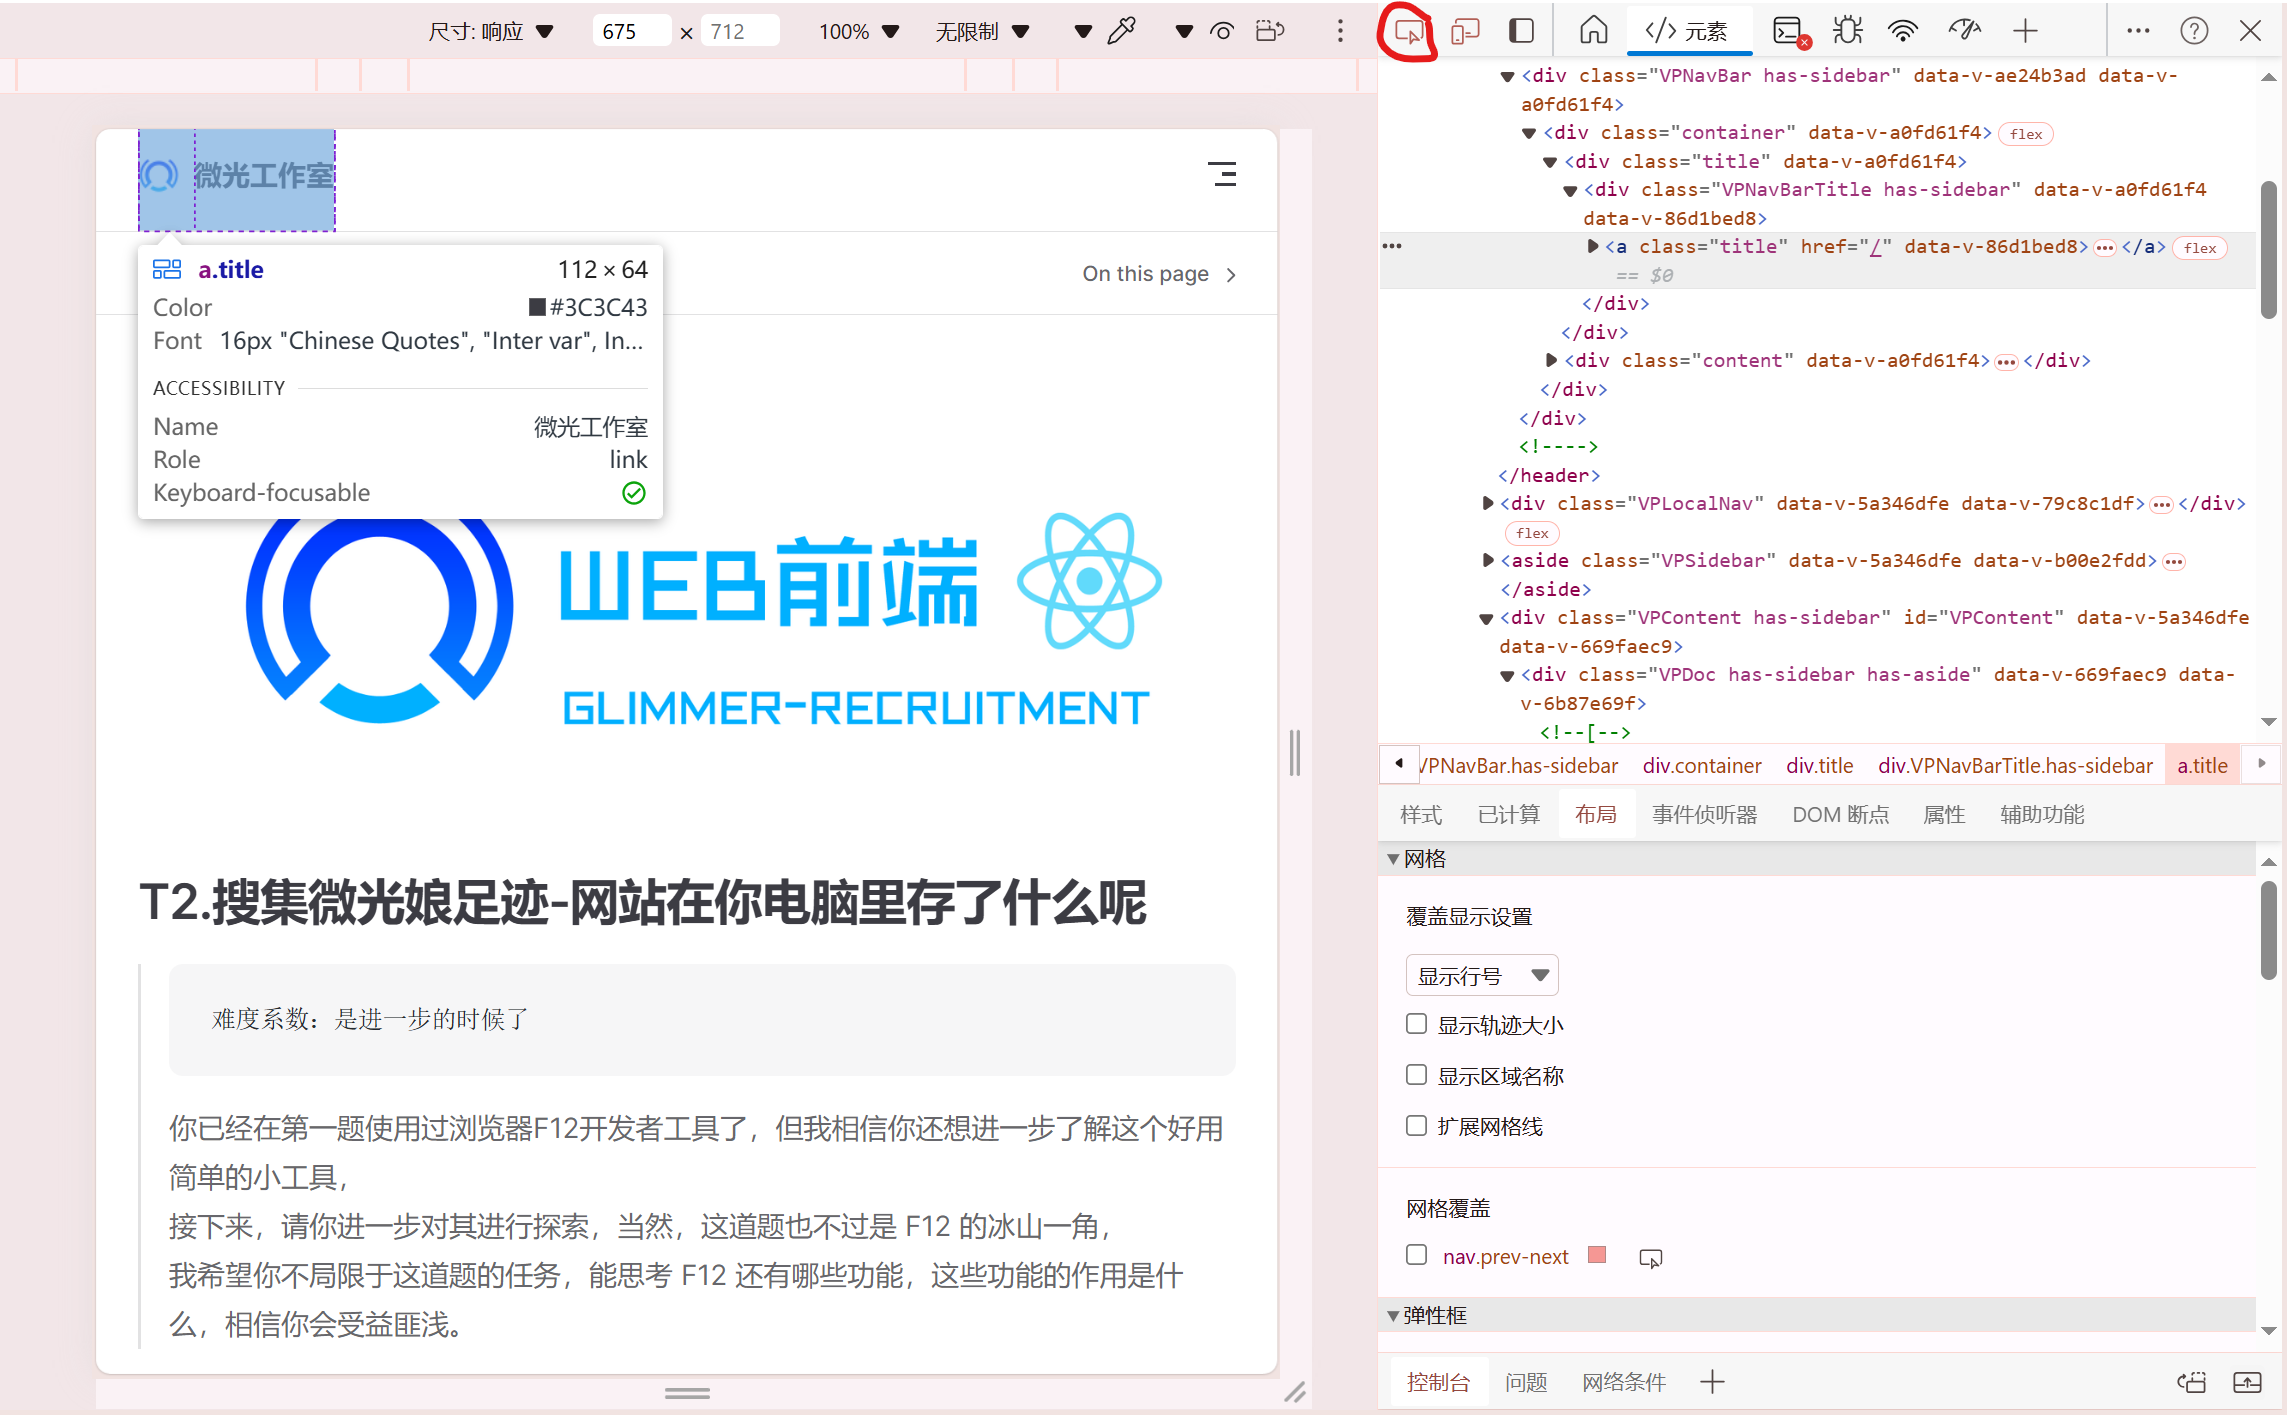 尺寸: 响应
675 × 712
100%
无限制
微光工作室
a.title 112 × 64
Color #3C3C43
Font 16px "Chinese Quotes", "Inter var", In...
ACCESSIBILITY
Name 微光工作室
Role link
Keyboard-focusable
On this page
WEB前端
GLIMMER-RECRUITMENT
T2.搜集微光娘足迹-网站在你电脑里存了什么呢
难度系数：是进一步的时候了
你已经在第一题使用过浏览器F12开发者工具了，但我相信你还想进一步了解这个好用
简单的小工具，
接下来，请你进一步对其进行探索，当然，这道题也不过是 F12 的冰山一角，
我希望你不局限于这道题的任务，能思考 F12 还有哪些功能，这些功能的作用是什
么，相信你会受益匪浅。
</> 元素
<div class="VPNavBar has-sidebar" data-v-ae24b3ad data-v-
a0fd61f4>
<div class="container" data-v-a0fd61f4> flex
<div class="title" data-v-a0fd61f4>
<div class="VPNavBarTitle has-sidebar" data-v-a0fd61f4
data-v-86d1bed8>
<a class="title" href="/" data-v-86d1bed8>…</a> flex
== $0
</div>
</div>
<div class="content" data-v-a0fd61f4>…</div>
</div>
</div>
<!---->
</header>
<div class="VPLocalNav" data-v-5a346dfe data-v-79c8c1df>…</div>
flex
<aside class="VPSidebar" data-v-5a346dfe data-v-b00e2fdd>…
</aside>
<div class="VPContent has-sidebar" id="VPContent" data-v-5a346dfe
data-v-669faec9>
<div class="VPDoc has-sidebar has-aside" data-v-669faec9 data-
v-6b87e69f>
<!--[-->
VPNavBar.has-sidebar div.container div.title div.VPNavBarTitle.has-sidebar a.title
样式 已计算 布局 事件侦听器 DOM 断点 属性 辅助功能
网格
覆盖显示设置
显示行号
显示轨迹大小
显示区域名称
扩展网格线
网格覆盖
nav.prev-next
弹性框
控制台 问题 网络条件